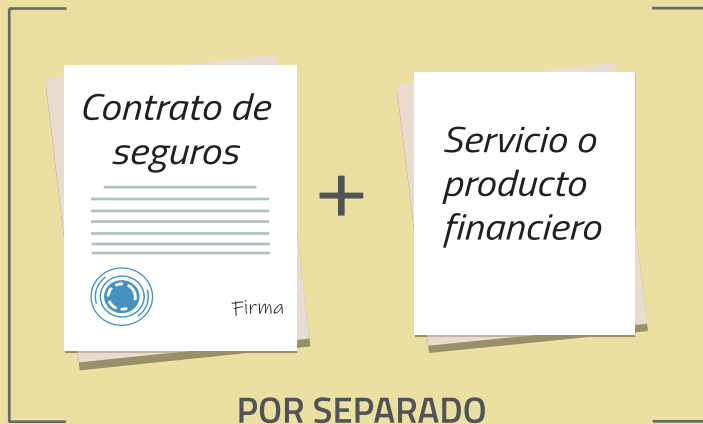 Contrato de
seguros
Firma
+
Servicio o
producto
financiero
POR SEPARADO